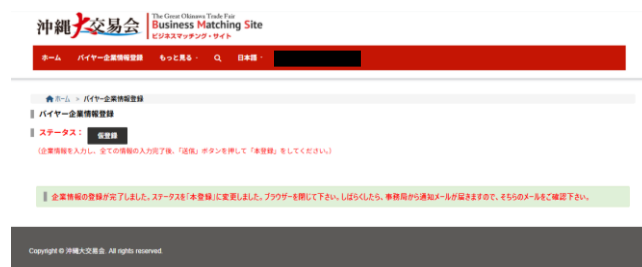 沖縄大交易会
The Great Okinawa Trade Fair
Business Matching Site
ビジネスマッチング・サイト
ホーム バイヤー企業情報登録 もっと見る 日本語
ホーム > バイヤー企業情報登録
バイヤー企業情報登録
ステータス： 仮登録
(企業情報を入力し、全ての情報の入力完了後、「送信」ボタンを押して「本登録」をしてください。)
企業情報の登録が完了しました。ステータスを「本登録」に変更しました。ブラウザーを閉じて下さい。しばらくしたら、事務局から通知メールが届きますので、そちらのメールをご確認下さい。
Copyright © 沖縄大交易会. All rights reserved.